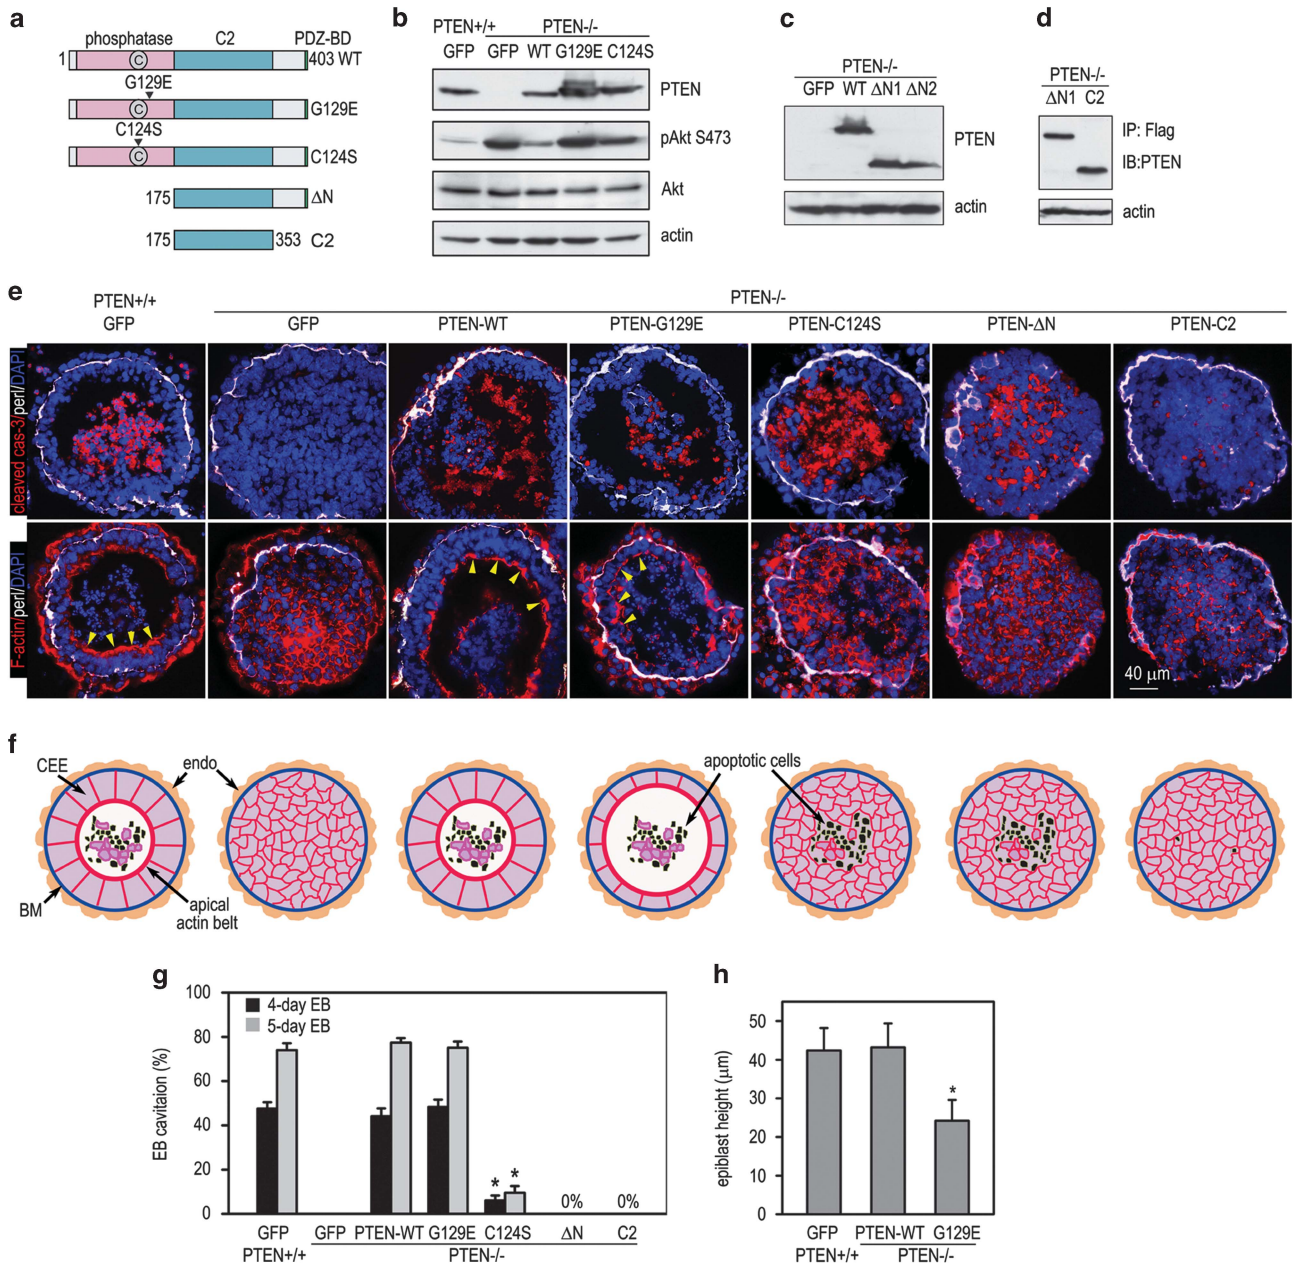 a
phosphatase C2 PDZ-BD
1 C 403 WT
G129E
C G129E
C124S
C C124S
175 ΔN
175 353 C2
b
PTEN+/+ PTEN-/-
GFP GFP WT G129E C124S
PTEN
pAkt S473
Akt
actin
c
PTEN-/-
GFP WT ΔN1 ΔN2
PTEN
actin
d
PTEN-/-
ΔN1 C2
IP: Flag
IB:PTEN
actin
e
PTEN+/+ PTEN-/-
GFP GFP PTEN-WT PTEN-G129E PTEN-C124S PTEN-ΔN PTEN-C2
cleaved cas-3/perl/DAPI
F-actin/perl/DAPI
40 μm
f
CEE endo apoptotic cells
BM apical
actin belt
g
EB cavitaion (%)
100
80
60
40
20
0
4-day EB
5-day EB
* * 0% 0%
GFP GFP PTEN-WT G129E C124S ΔN C2
PTEN+/+ PTEN-/-
h
epiblast height (μm)
50
40
30
20
10
0
*
GFP PTEN-WT G129E
PTEN+/+ PTEN-/-